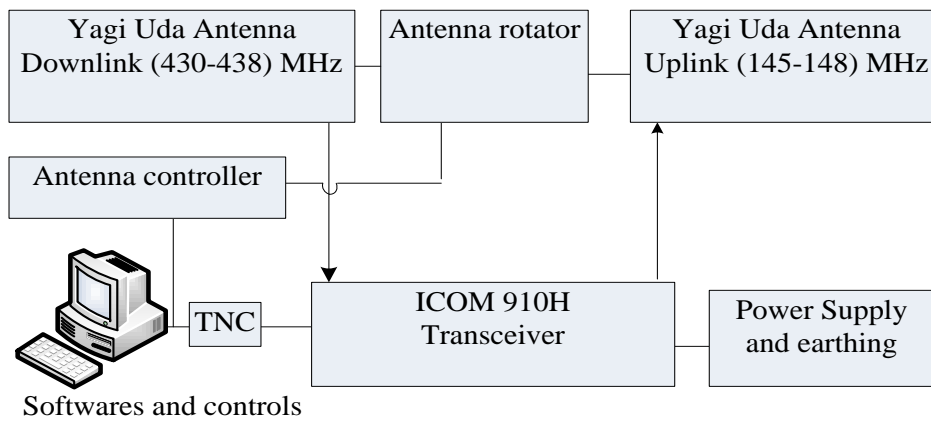 Yagi Uda Antenna
Downlink (430-438) MHz
Antenna rotator
Yagi Uda Antenna
Uplink (145-148) MHz
Antenna controller
TNC
ICOM 910H
Transceiver
Power Supply
and earthing
Softwares and controls